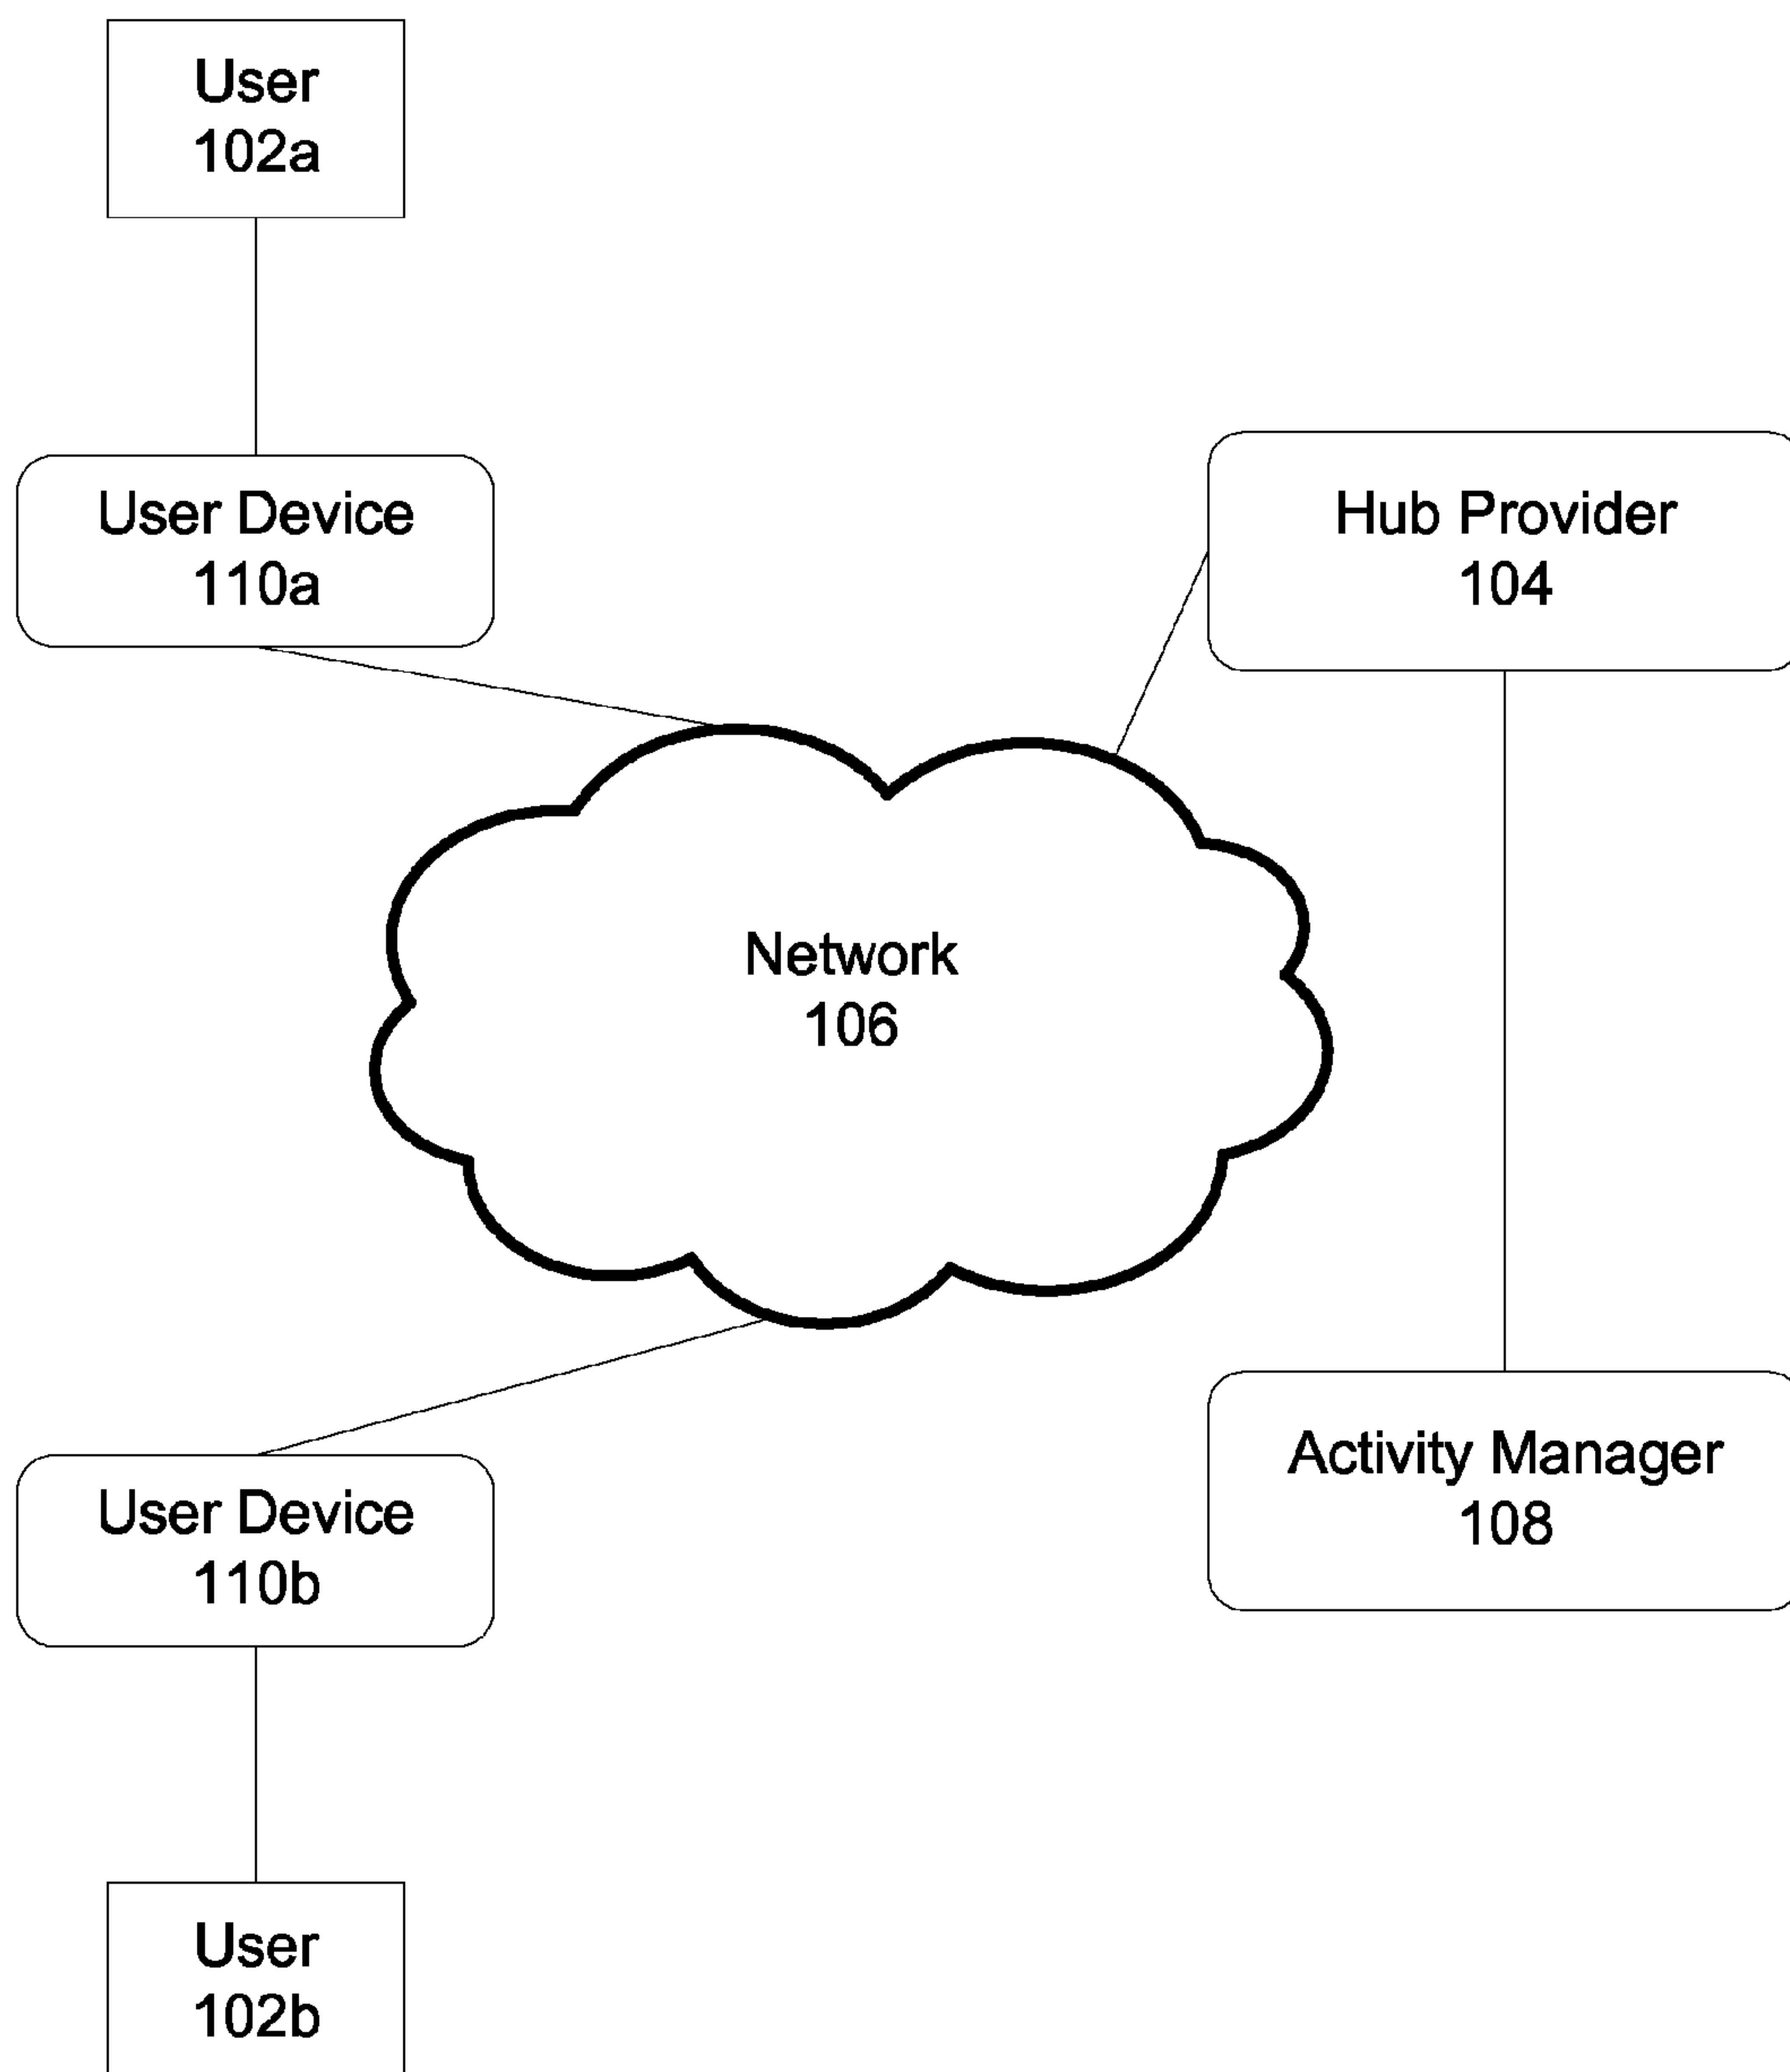 User
102a
User Device
110a
Hub Provider
104
Network
106
User Device
110b
Activity Manager
108
User
102b